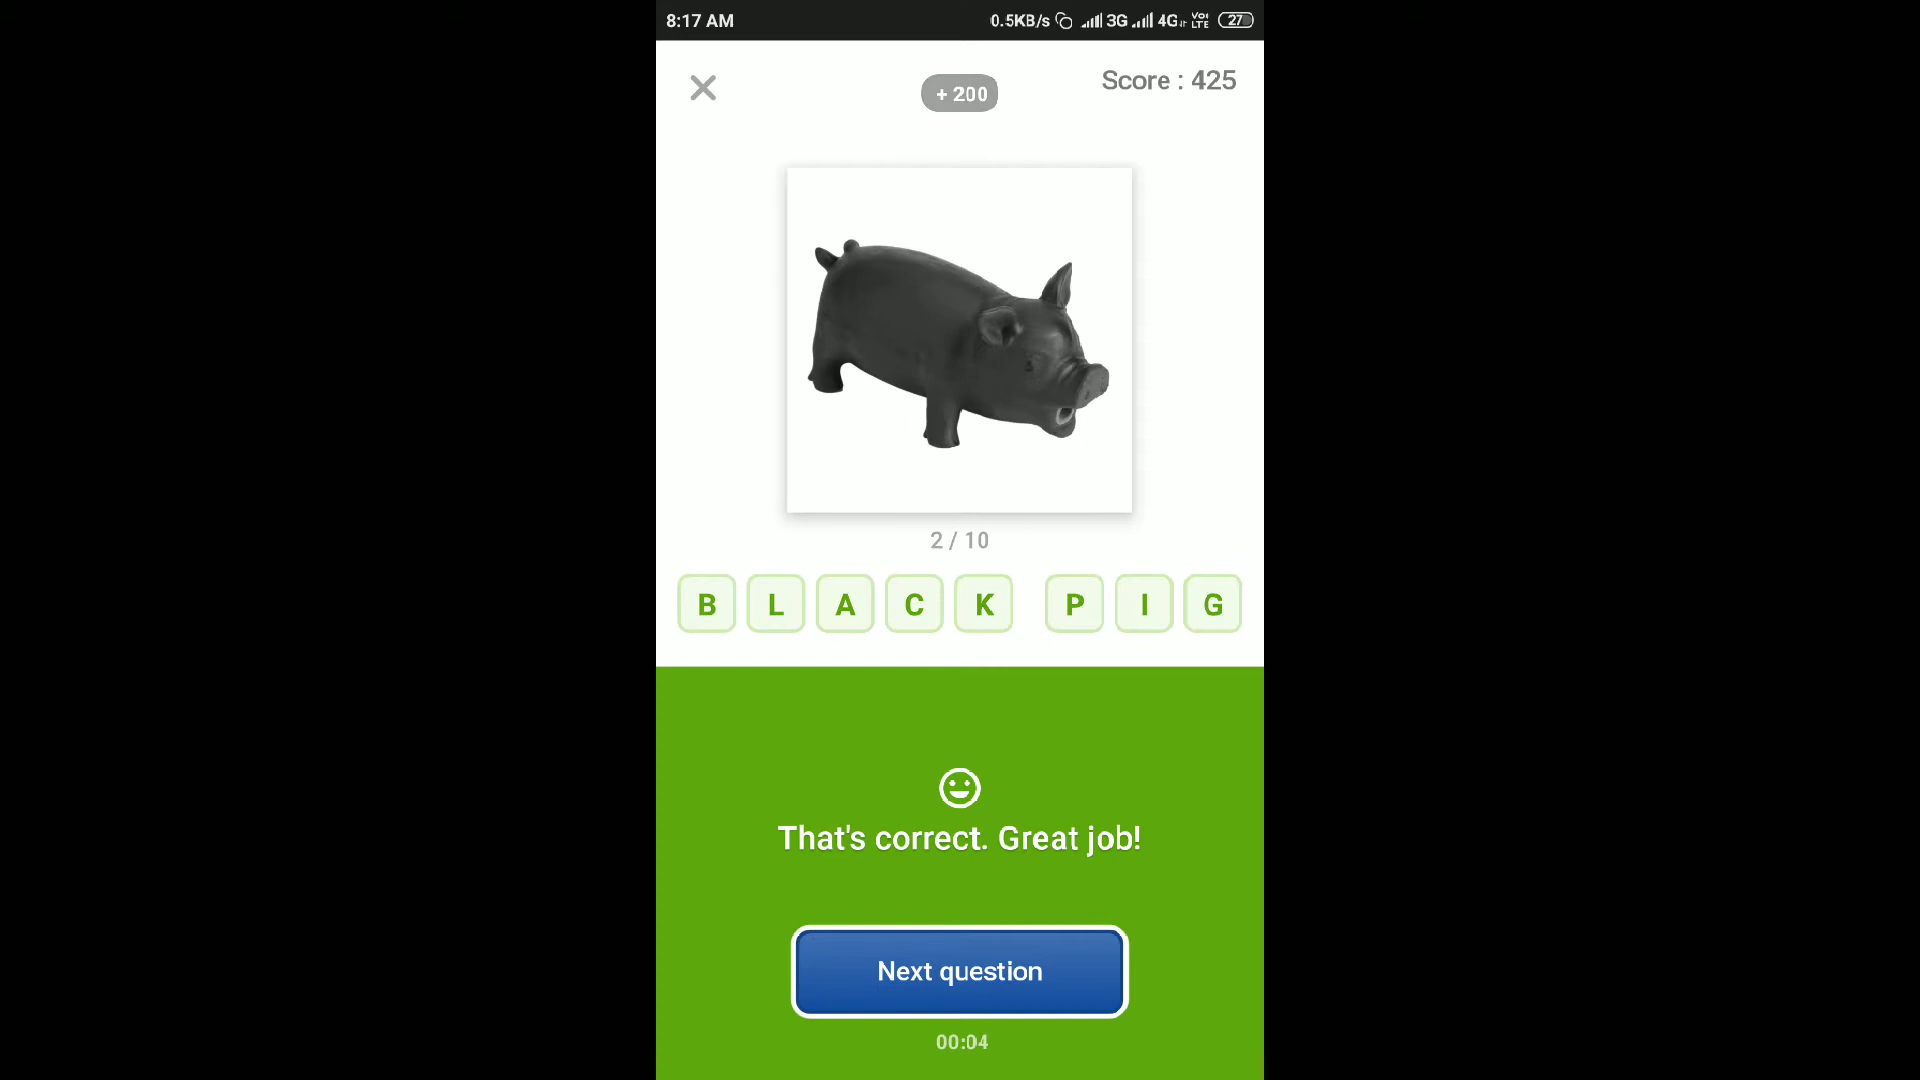 8:17 AM 0.5KB/s 3G 4G VoLTE 27
+ 200
Score : 425
2 / 10
B L A C K P I G
That's correct. Great job!
Next question
00:04